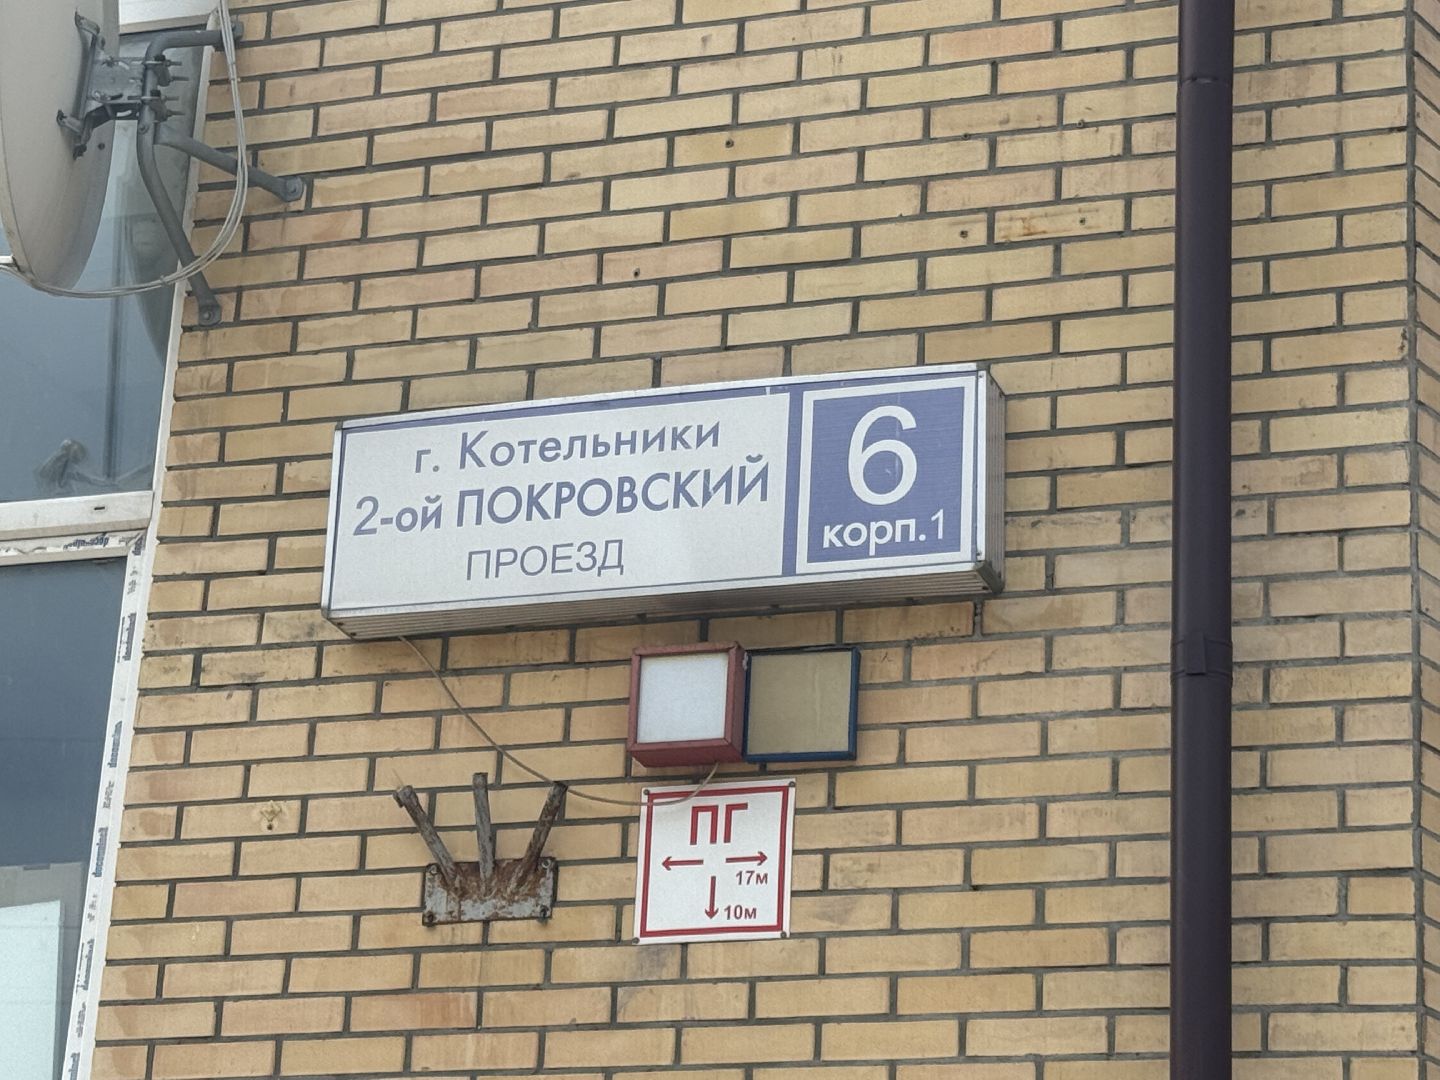 г. Котельники
2-ой ПОКРОВСКИЙ
ПРОЕЗД
6
корп.1
ПГ
17м
10м